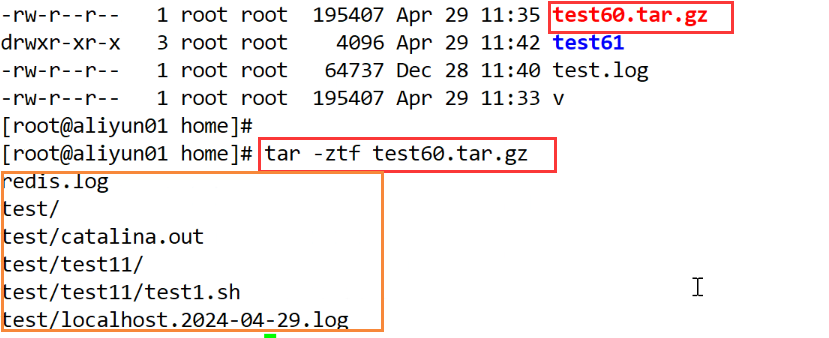 -rw-r--r--   1 root root  195407 Apr 29 11:35 test60.tar.gz
drwxr-xr-x   3 root root    4096 Apr 29 11:42 test61
-rw-r--r--   1 root root   64737 Dec 28 11:40 test.log
-rw-r--r--   1 root root  195407 Apr 29 11:33 v
[root@aliyun01 home]#
[root@aliyun01 home]# tar -ztf test60.tar.gz
redis.log
test/
test/catalina.out
test/test11/
test/test11/test1.sh
test/localhost.2024-04-29.log